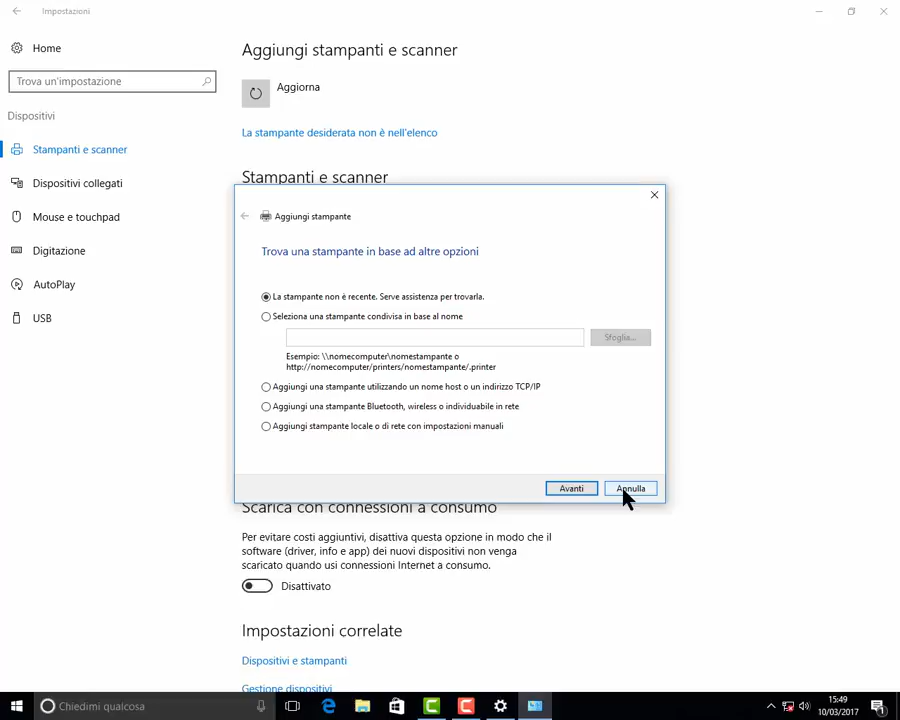 Impostazioni
Home
Trova un'impostazione
Dispositivi
Stampanti e scanner
Dispositivi collegati
Mouse e touchpad
Digitazione
AutoPlay
USB
Aggiungi stampanti e scanner
Aggiorna
La stampante desiderata non è nell'elenco
Stampanti e scanner
Aggiungi stampante
Trova una stampante in base ad altre opzioni
La stampante non è recente. Serve assistenza per trovarla.
Seleziona una stampante condivisa in base al nome
Sfoglia...
Esempio: \\nomecomputer\nomestampante o
http://nomecomputer/printers/nomestampante/.printer
Aggiungi una stampante utilizzando un nome host o un indirizzo TCP/IP
Aggiungi una stampante Bluetooth, wireless o individuabile in rete
Aggiungi stampante locale o di rete con impostazioni manuali
Avanti
Annulla
Scarica con connessioni a consumo
Per evitare costi aggiuntivi, disattiva questa opzione in modo che il
software (driver, info e app) dei nuovi dispositivi non venga
scaricato quando usi connessioni Internet a consumo.
Disattivato
Impostazioni correlate
Dispositivi e stampanti
Gestione dispositivi
Chiedimi qualcosa
15:49
10/03/2017
1